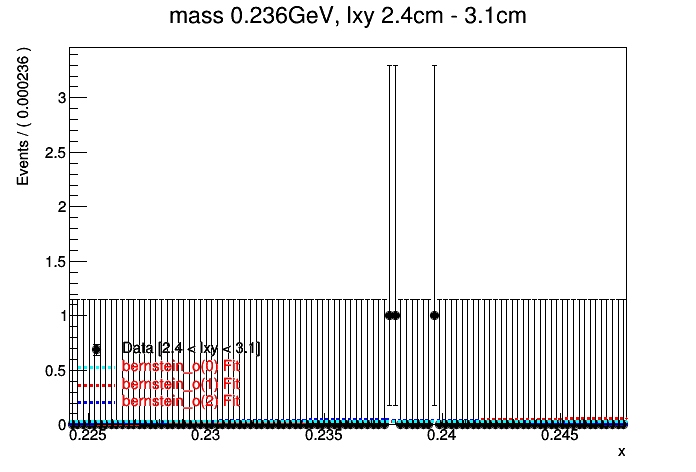 mass 0.236GeV, lxy 2.4cm - 3.1cm
Events / ( 0.000236 )
3
2.5
2
1.5
1
0.5
0
Data [2.4 < lxy < 3.1]
bernstein_o(0) Fit
bernstein_o(1) Fit
bernstein_o(2) Fit
0.225 0.23 0.235 0.24 0.245
x